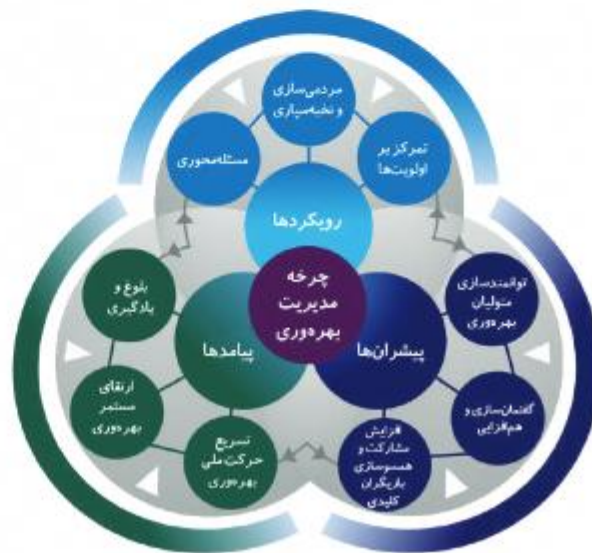 مردمی‌سازی
و نخبه‌سپاری
تمرکز بر
اولویت‌ها
مسئله‌محوری
رویکردها
چرخه
مدیریت
بهره‌وری
پیشران‌ها
توانمندسازی
متولیان
بهره‌وری
گفتمان‌سازی و
هم‌افزایی
افزایش
مشارکت و
همسوسازی
بازیگران
کلیدی
پیامدها
تسریع
حرکت ملی
بهره‌وری
ارتقای
مستمر
بهره‌وری
بلوغ و
یادگیری